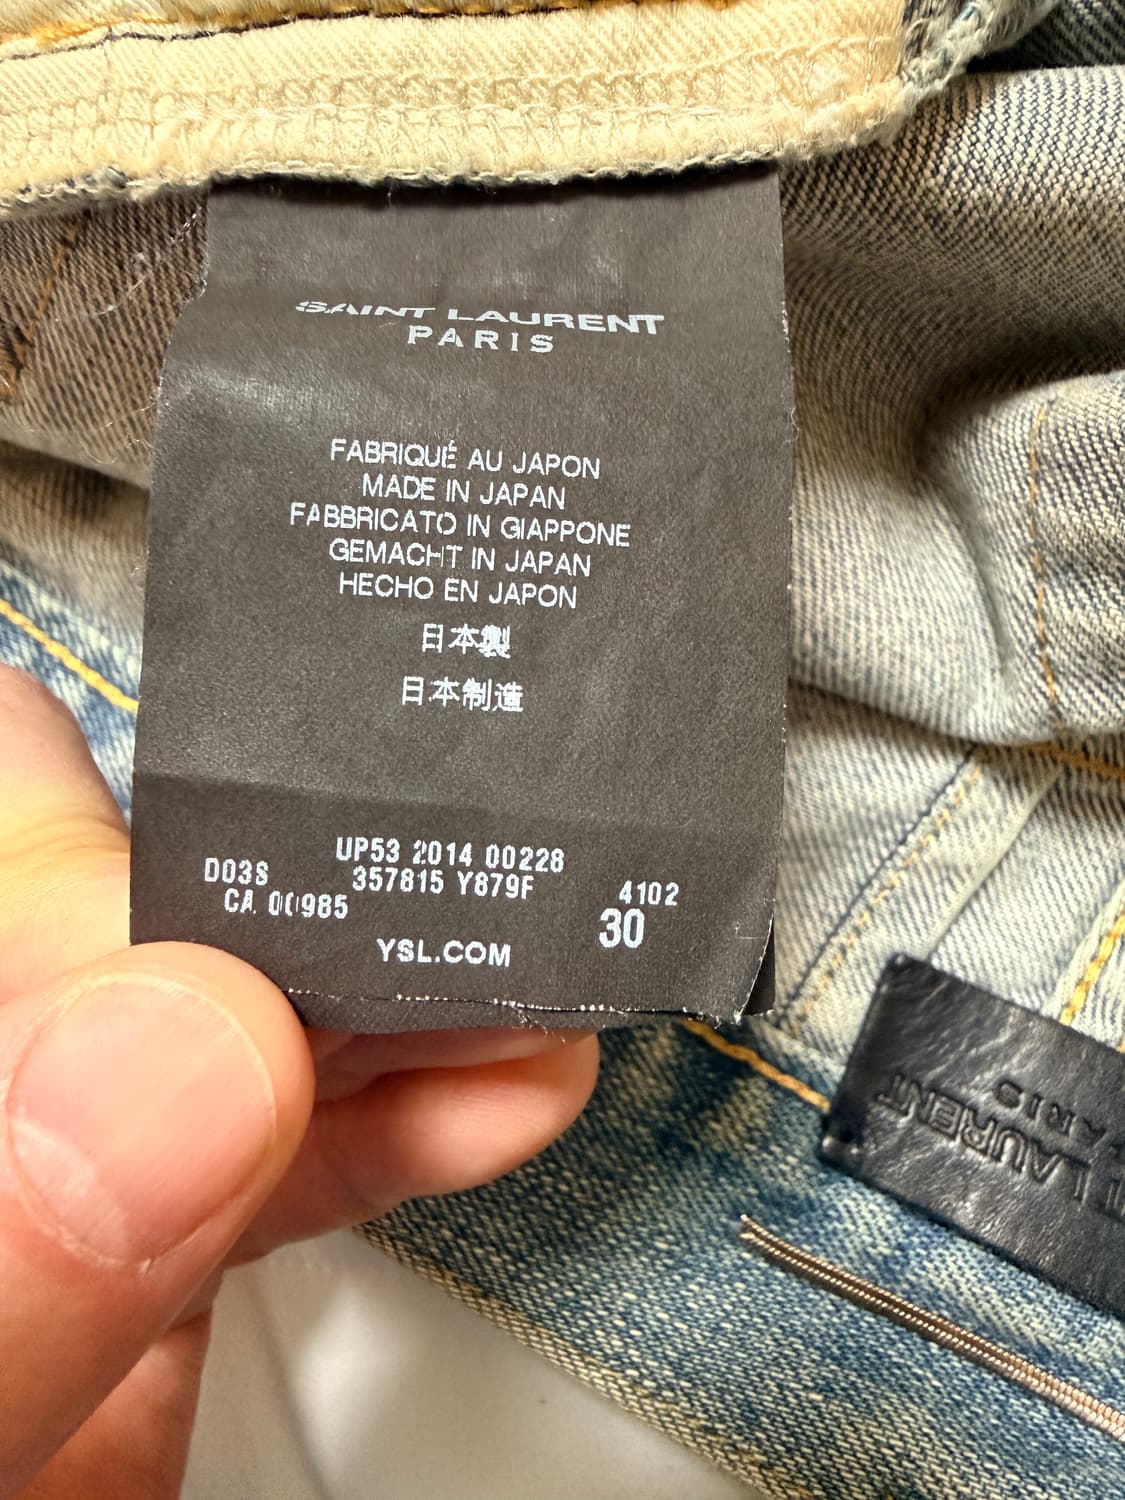 SAINT LAURENT
PARIS
FABRIQUÉ AU JAPON
MADE IN JAPAN
FABBRICATO IN GIAPPONE
GEMACHT IN JAPAN
HECHO EN JAPON
日本製
日本制造
UP53 2014 00228
D03S 357815 Y879F 4102
CA 00985 30
YSL.COM
T LAURENT
ARIS